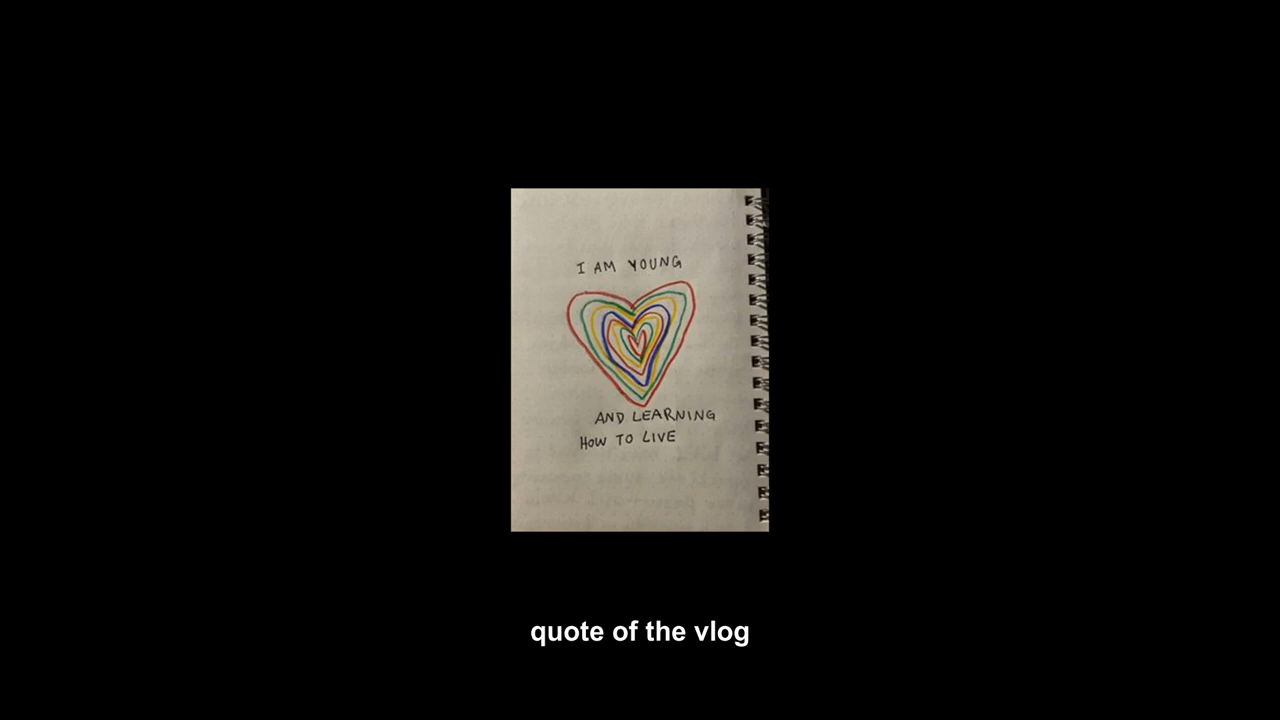 I AM YOUNG
AND LEARNING
HOW TO LIVE
quote of the vlog